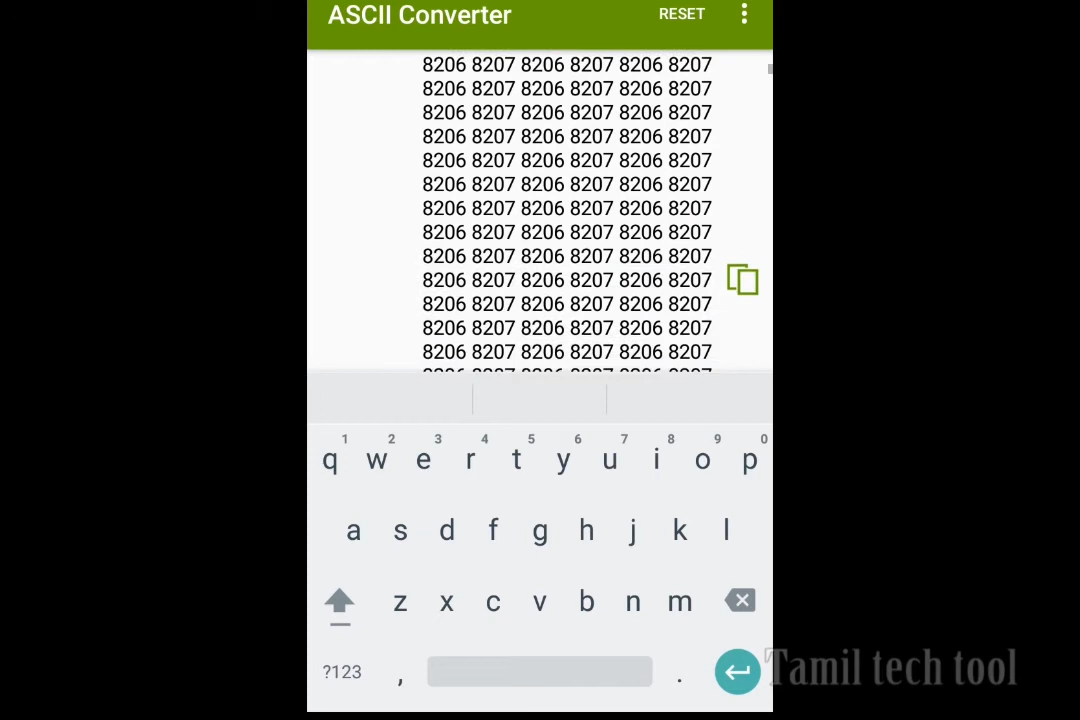 ASCII Converter RESET
8206 8207 8206 8207 8206 8207
8206 8207 8206 8207 8206 8207
8206 8207 8206 8207 8206 8207
8206 8207 8206 8207 8206 8207
8206 8207 8206 8207 8206 8207
8206 8207 8206 8207 8206 8207
8206 8207 8206 8207 8206 8207
8206 8207 8206 8207 8206 8207
8206 8207 8206 8207 8206 8207
8206 8207 8206 8207 8206 8207
8206 8207 8206 8207 8206 8207
8206 8207 8206 8207 8206 8207
8206 8207 8206 8207 8206 8207
1 2 3 4 5 6 7 8 9 0
q w e r t y u i o p
a s d f g h j k l
z x c v b n m
?123 , .
Tamil tech tool